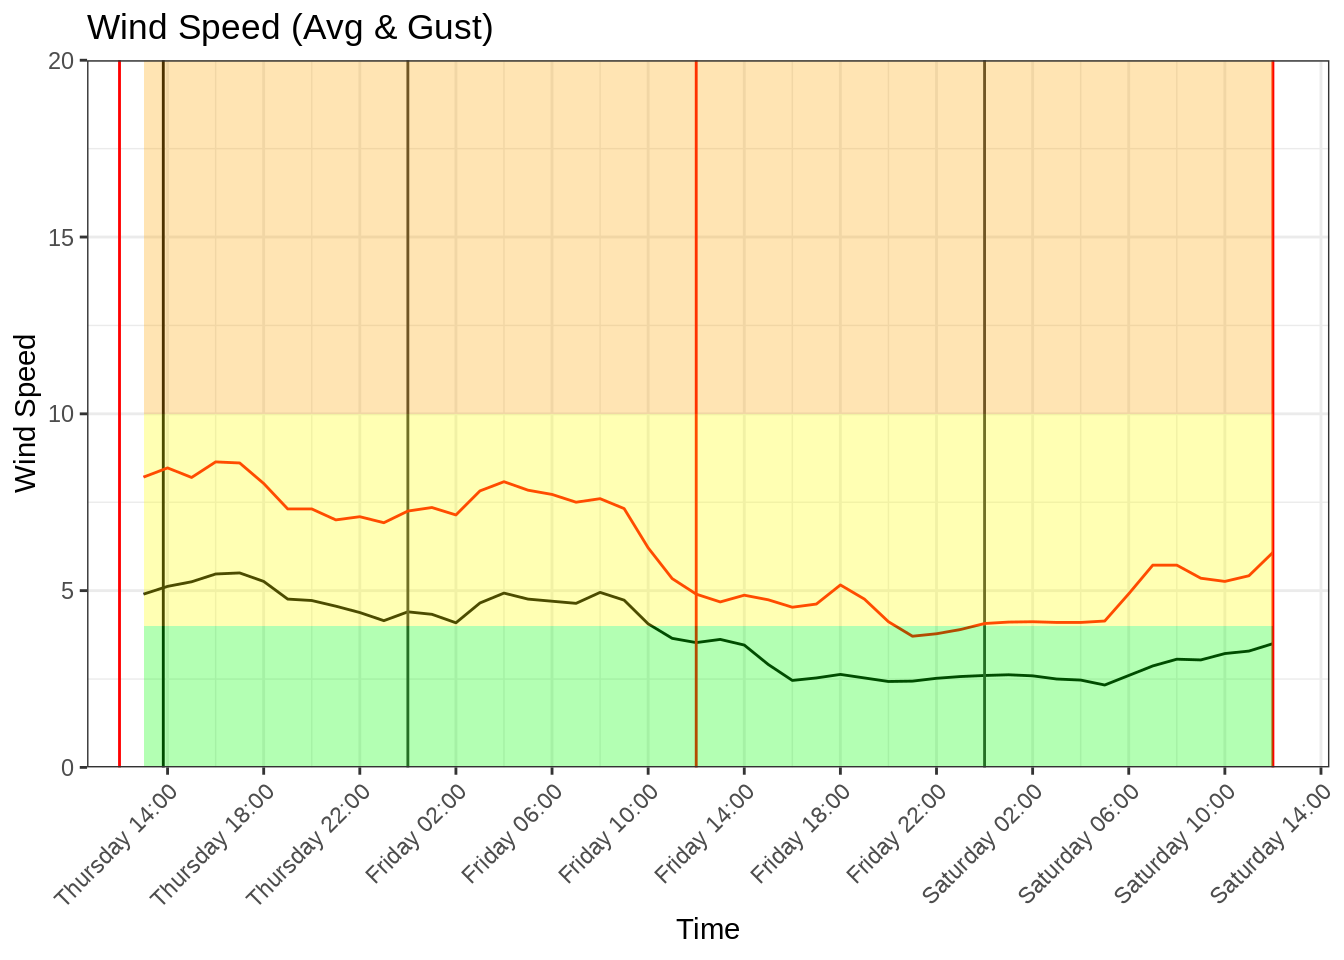 Wind Speed (Avg & Gust)
Wind Speed
20
15
10
5
0
Thursday 14:00
Thursday 18:00
Thursday 22:00
Friday 02:00
Friday 06:00
Friday 10:00
Friday 14:00
Friday 18:00
Friday 22:00
Saturday 02:00
Saturday 06:00
Saturday 10:00
Saturday 14:00
Time